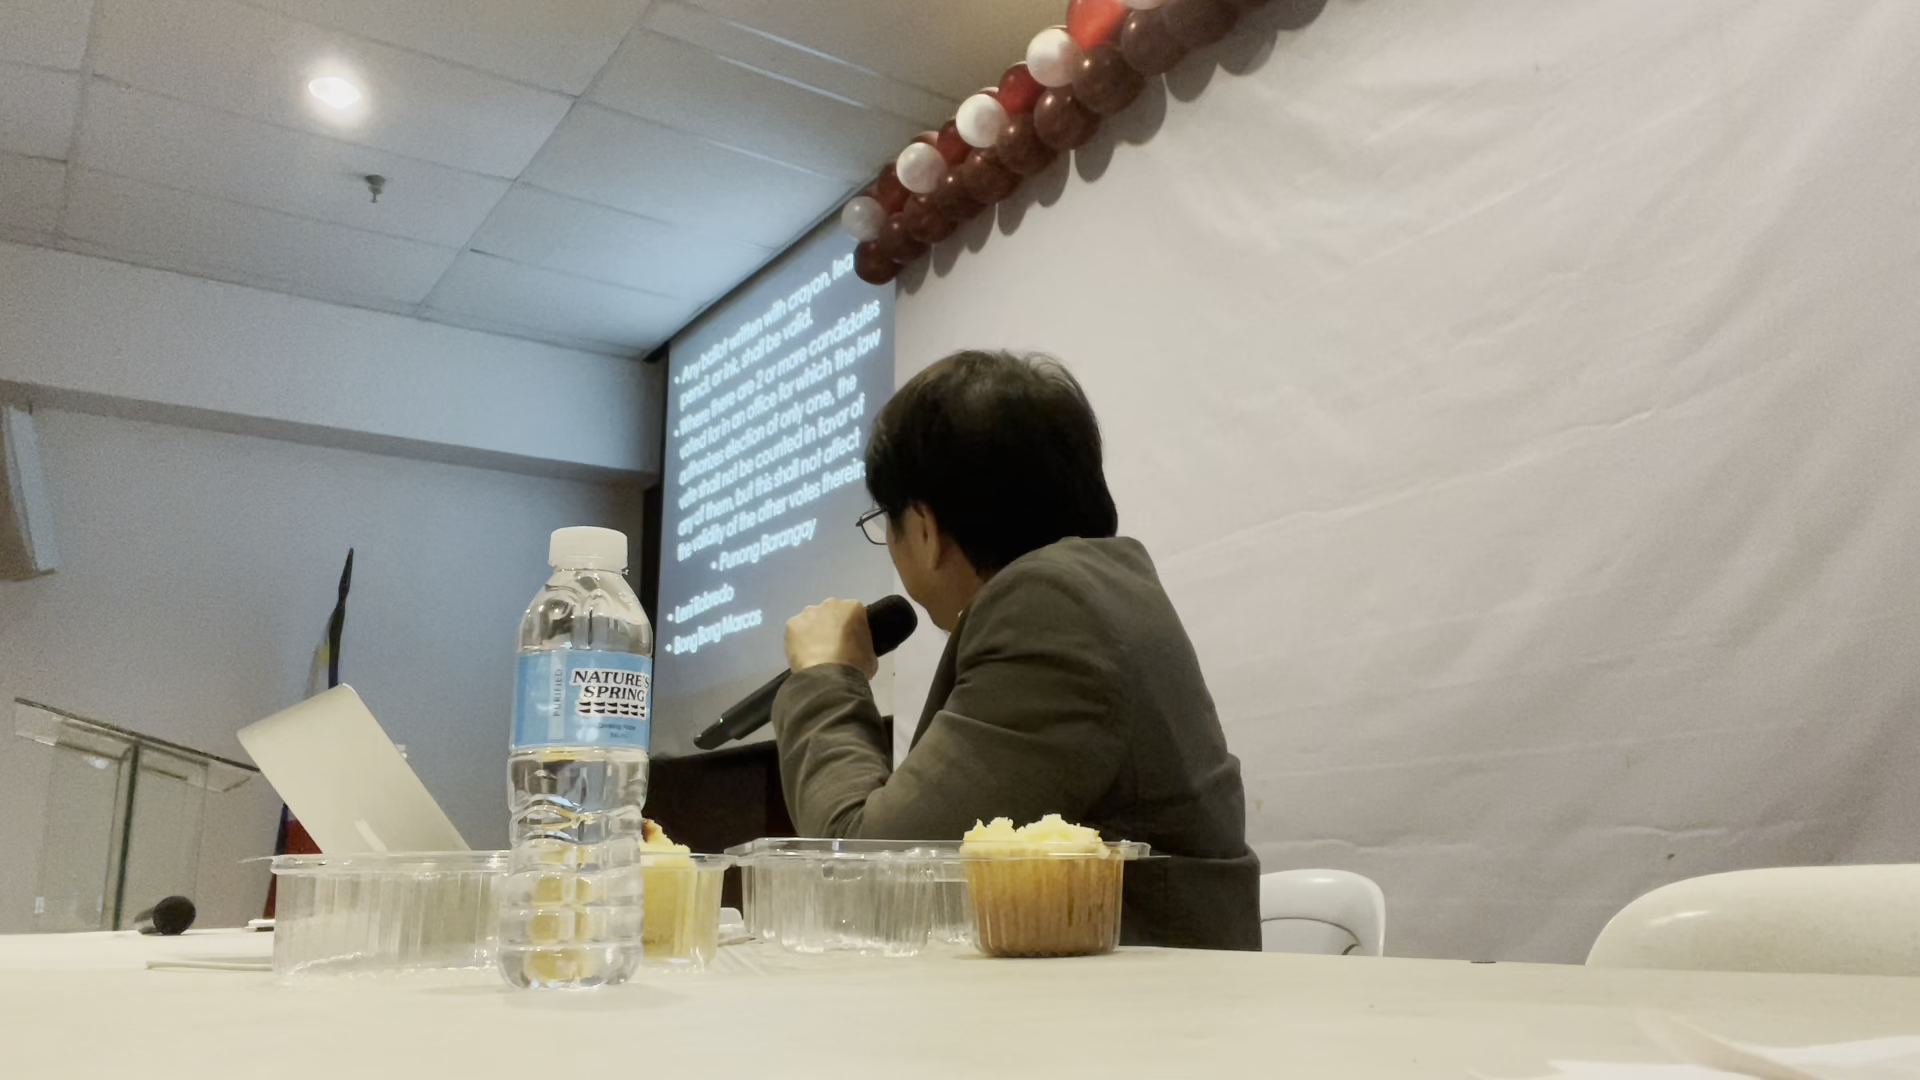 • Any ballot written with crayon, lead
pencil, or ink, shall be valid.
• Where there are 2 or more candidates
voted for in an office for which the law
authorizes election of only one, the
vote shall not be counted in favor of
any of them, but this shall not affect
the validity of the other votes therein.
• Punong Barangay
• Leni Robredo
• Bong Bong Marcos
PURIFIED
NATURE'S
SPRING